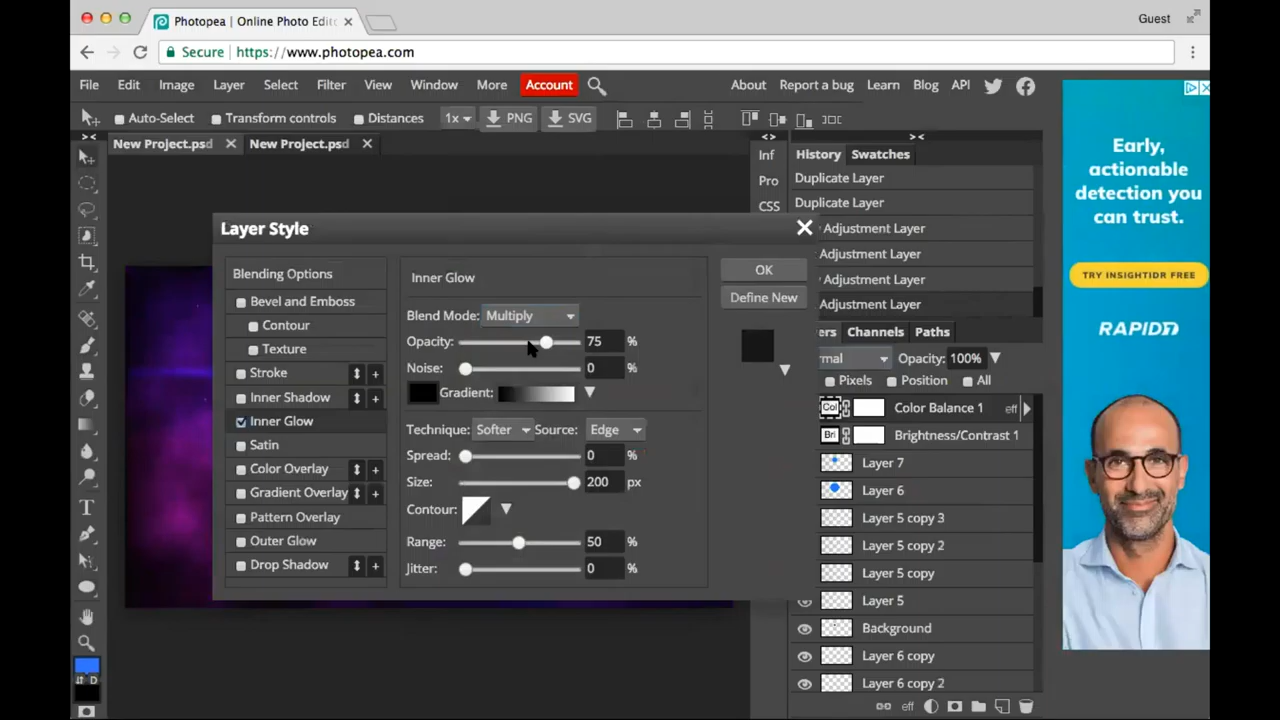 Photopea | Online Photo Edito
Guest
Secure https://www.photopea.com
File Edit Image Layer Select Filter View Window More Account About Report a bug Learn Blog API
Auto-Select Transform controls Distances 1x PNG SVG
New Project.psd New Project.psd
Inf
Pro
CSS
History Swatches
Duplicate Layer
Duplicate Layer
Adjustment Layer
Adjustment Layer
Adjustment Layer
Adjustment Layer
ers Channels Paths
rmal Opacity: 100%
Pixels Position All
Col Color Balance 1 eff
Bri Brightness/Contrast 1
Layer 7
Layer 6
Layer 5 copy 3
Layer 5 copy 2
Layer 5 copy
Layer 5
Background
Layer 6 copy
Layer 6 copy 2
eff
Layer Style
Blending Options
Bevel and Emboss
Contour
Texture
Stroke
Inner Shadow
Inner Glow
Satin
Color Overlay
Gradient Overlay
Pattern Overlay
Outer Glow
Drop Shadow
Inner Glow
Blend Mode: Multiply
Opacity: 75 %
Noise: 0 %
Gradient:
Technique: Softer Source: Edge
Spread: 0 %
Size: 200 px
Contour:
Range: 50 %
Jitter: 0 %
OK
Define New
D
Early,
actionable
detection you
can trust.
TRY INSIGHTIDR FREE
RAPID7